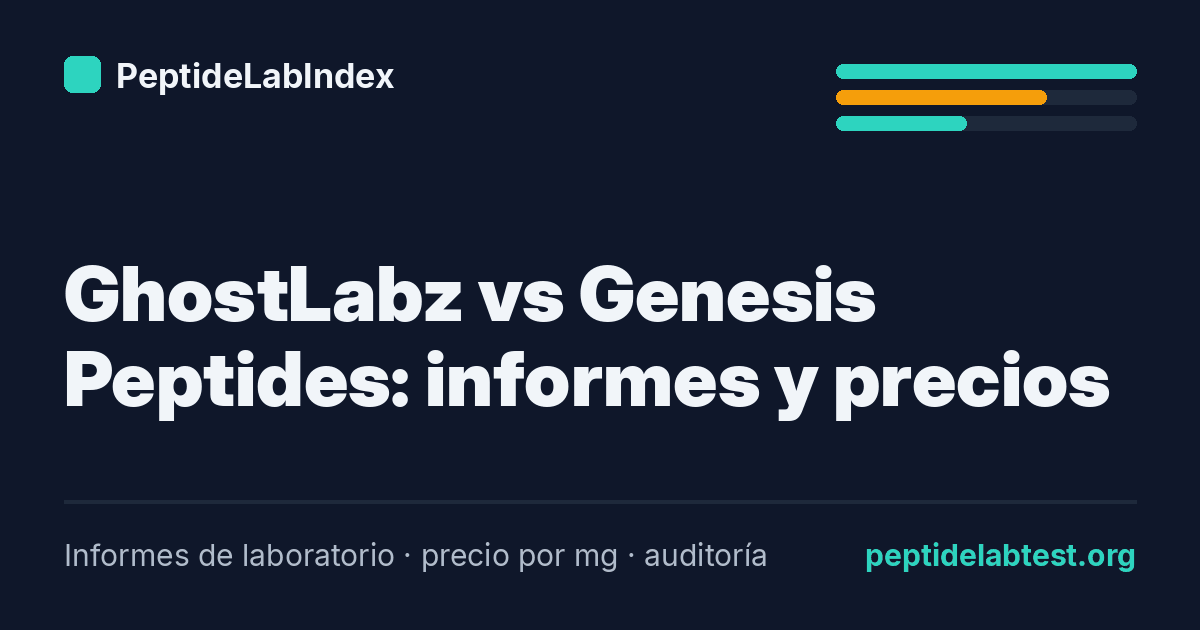 PeptideLabIndex
GhostLabz vs Genesis
Peptides: informes y precios
Informes de laboratorio · precio por mg · auditoría
peptidelabtest.org